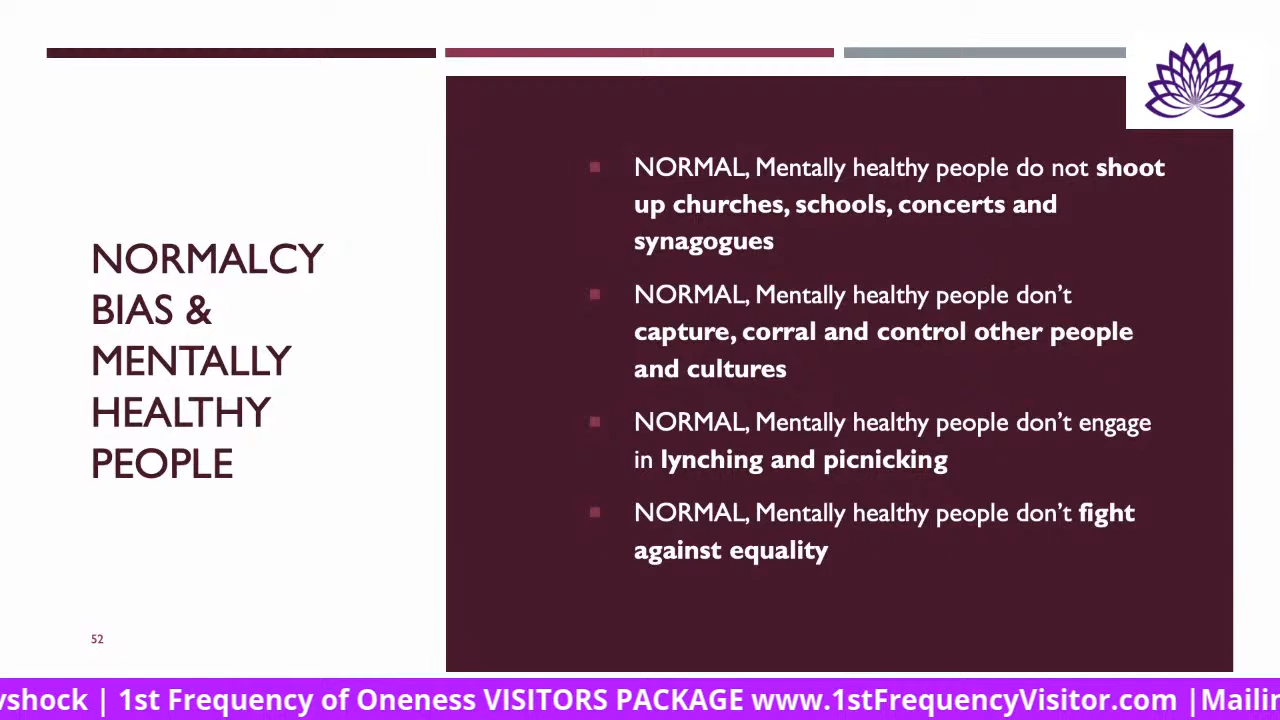 NORMALCY
BIAS &
MENTALLY
HEALTHY
PEOPLE
NORMAL, Mentally healthy people do not shoot
up churches, schools, concerts and
synagogues
NORMAL, Mentally healthy people don’t
capture, corral and control other people
and cultures
NORMAL, Mentally healthy people don’t engage
in lynching and picnicking
NORMAL, Mentally healthy people don’t fight
against equality
52
| 1st Frequency of Oneness VISITORS PACKAGE www.1stFrequencyVisitor.com |